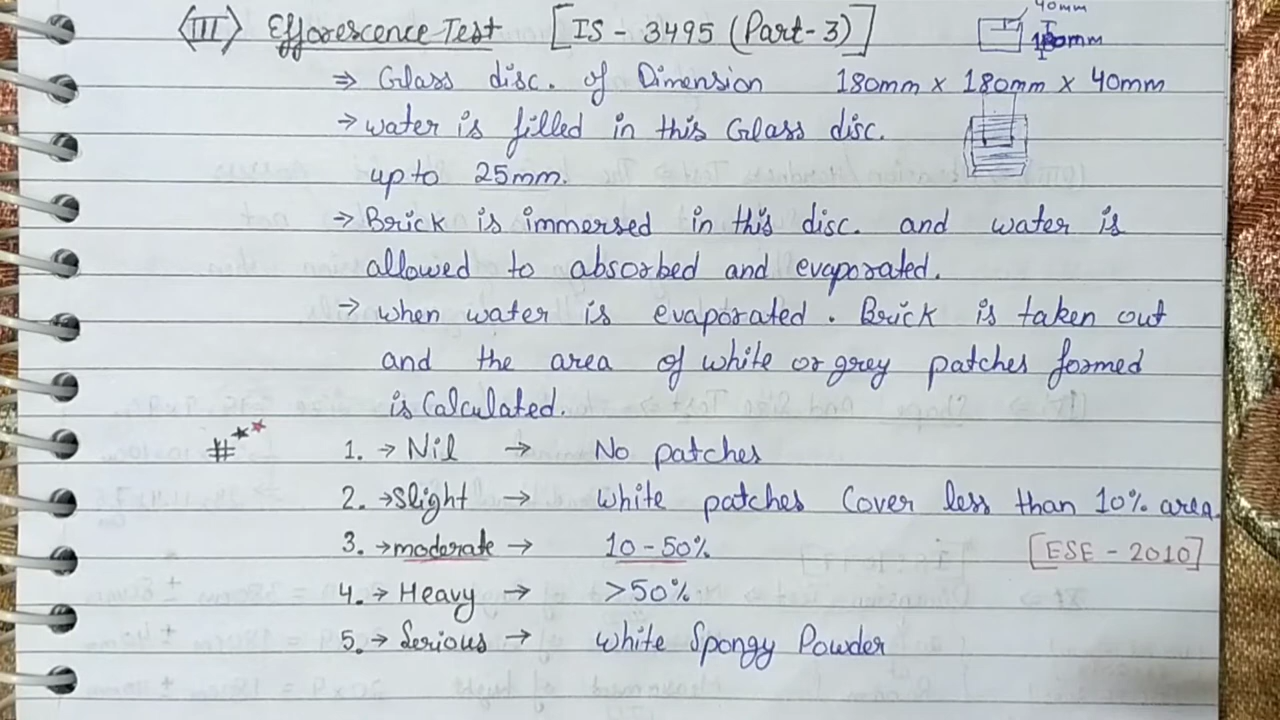 (III) Efflorescence Test [IS - 3495 (Part-3)]
40mm
180mm
⇒ Glass disc. of Dimension 180mm x 180mm x 40mm
→ water is filled in this Glass disc.
up to 25mm.
→ Brick is immersed in this disc. and water is
allowed to absorbed and evaporated.
→ when water is evaporated. Brick is taken out
and the area of white or grey patches formed
is Calculated.
# ** 1. → Nil → No patches
2. → Slight → white patches Cover less than 10% area.
3. → moderate → 10-50% [ESE - 2010]
4. → Heavy → >50%
5. → Serious → white Spongy Powder